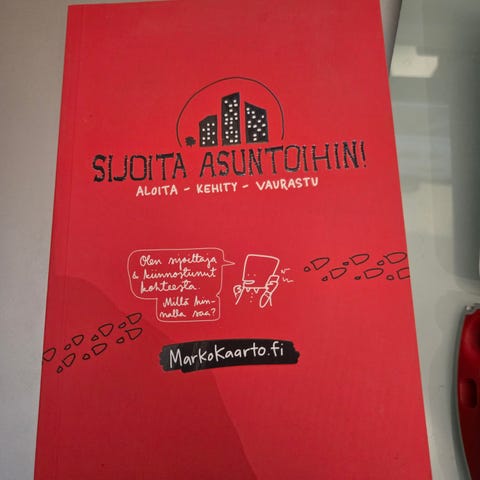 SIJOITA ASUNTOIHIN!
ALOITA - KEHITY - VAURASTU
Olen sijoittaja
& kiinnostunut
kohteesta.
Millä hin-
nalla saa?
MarkoKaarto.fi